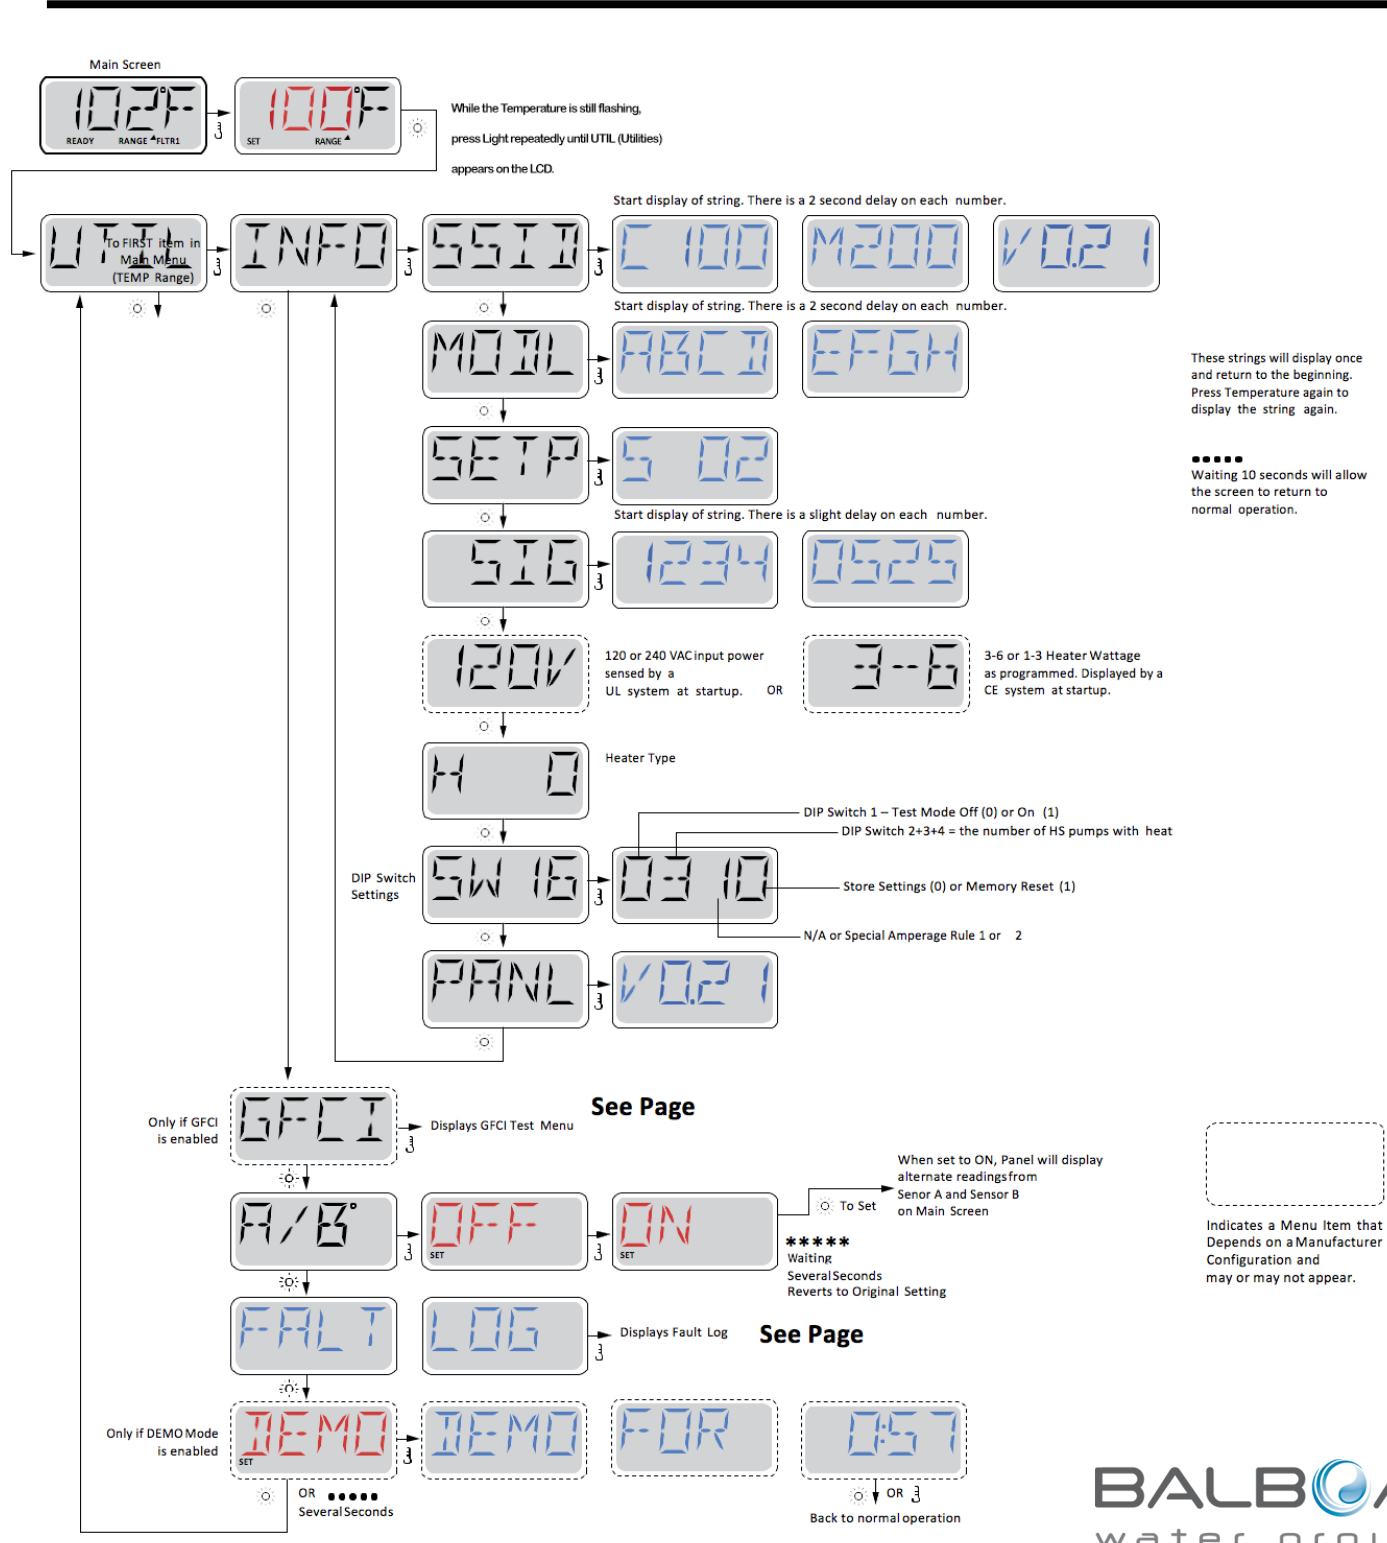 Main Screen
102°F
READY RANGE FLTR1
100°F
SET RANGE
While the Temperature is still flashing,
press Light repeatedly until UTIL (Utilities)
appears on the LCD.
Start display of string. There is a 2 second delay on each number.
UTIL
To FIRST item in
Main Menu
(TEMP Range)
INFO
SSID
C 100
M200
V 0.21
Start display of string. There is a 2 second delay on each number.
MODL
ABCD
EFGH
These strings will display once
and return to the beginning.
Press Temperature again to
display the string again.
SETP
S 02
Waiting 10 seconds will allow
the screen to return to
normal operation.
Start display of string. There is a slight delay on each number.
SIG
1234
0525
120V
120 or 240 VAC input power
sensed by a
UL system at startup. OR
3-6
3-6 or 1-3 Heater Wattage
as programmed. Displayed by a
CE system at startup.
H 0
Heater Type
DIP Switch 1 – Test Mode Off (0) or On (1)
DIP Switch 2+3+4 = the number of HS pumps with heat
DIP Switch
Settings
SW 16
0310
Store Settings (0) or Memory Reset (1)
N/A or Special Amperage Rule 1 or 2
PANL
V 0.21
Only if GFCI
is enabled
GFCI
Displays GFCI Test Menu
See Page
A/B°
OFF
SET
ON
SET
To Set
When set to ON, Panel will display
alternate readings from
Senor A and Sensor B
on Main Screen
*****
Waiting
Several Seconds
Reverts to Original Setting
Indicates a Menu Item that
Depends on a Manufacturer
Configuration and
may or may not appear.
FALT
LOG
Displays Fault Log
See Page
Only if DEMO Mode
is enabled
DEMO
SET
DEMO
FOR
0:57
OR
Several Seconds
OR
Back to normal operation
BALBOA
water grou